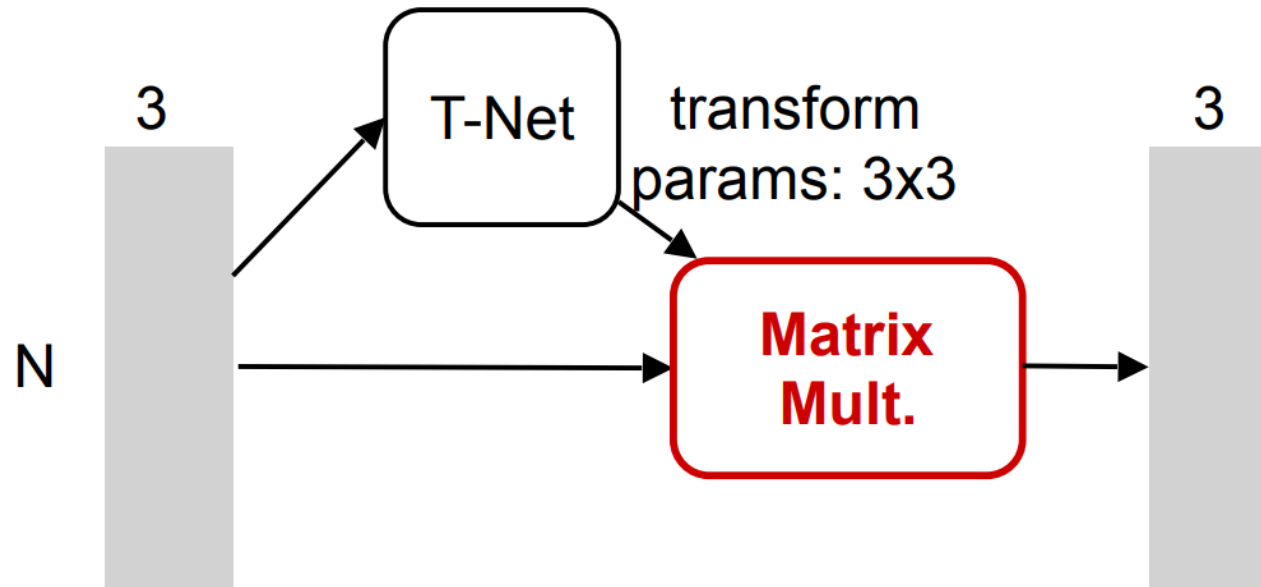 3
T-Net
transform
params: 3x3
3
N
Matrix
Mult.